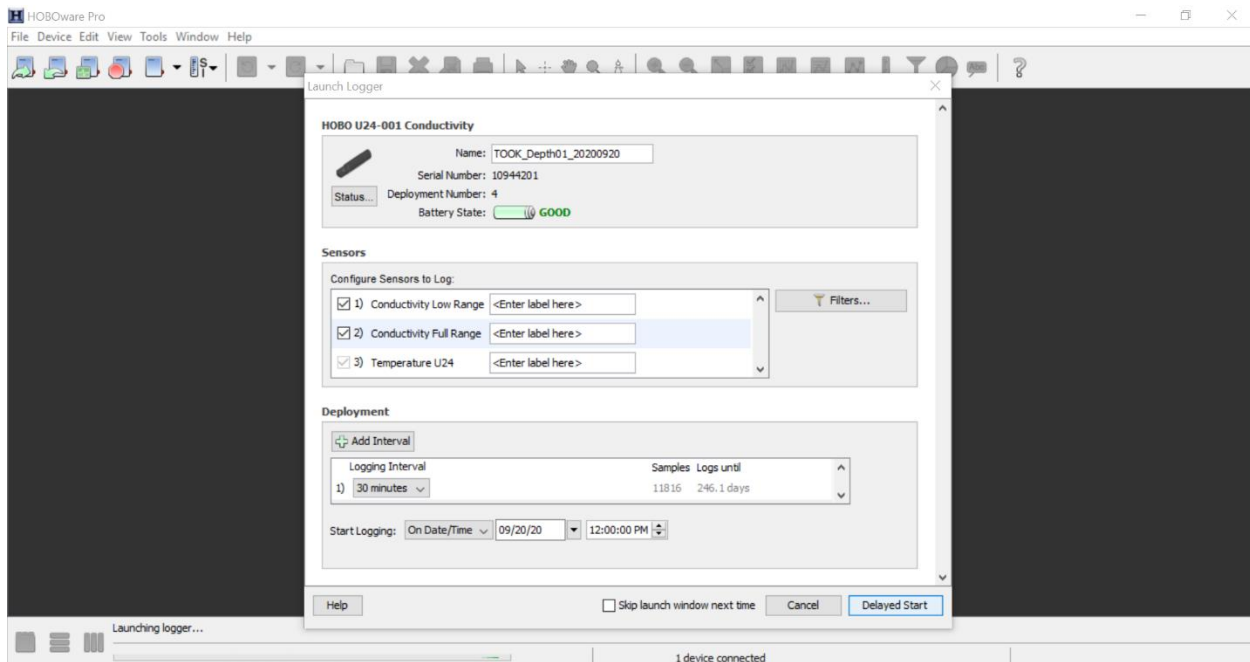 HOBOware Pro
File Device Edit View Tools Window Help
Launch Logger
HOBO U24-001 Conductivity
Name: TOOK_Depth01_20200920
Serial Number: 10944201
Status... Deployment Number: 4
Battery State: GOOD
Sensors
Configure Sensors to Log:
1) Conductivity Low Range <Enter label here> Filters...
2) Conductivity Full Range <Enter label here>
3) Temperature U24 <Enter label here>
Deployment
Add Interval
Logging Interval Samples Logs until
1) 30 minutes 11816 246.1 days
Start Logging: On Date/Time 09/20/20 12:00:00 PM
Help Skip launch window next time Cancel Delayed Start
Launching logger...
1 device connected